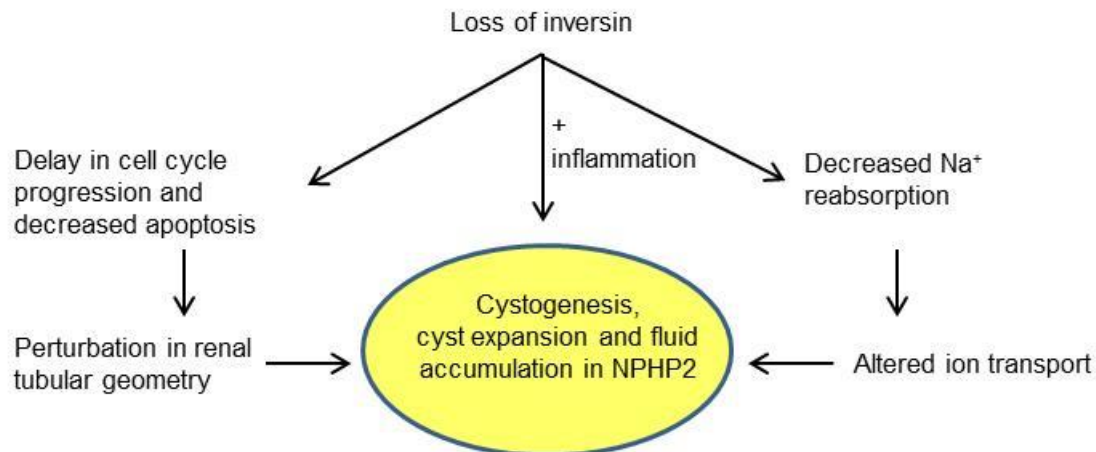 Loss of inversin
+
inflammation
Delay in cell cycle
progression and
decreased apoptosis
Decreased Na⁺
reabsorption
Cystogenesis,
cyst expansion and fluid
accumulation in NPHP2
Perturbation in renal
tubular geometry
Altered ion transport